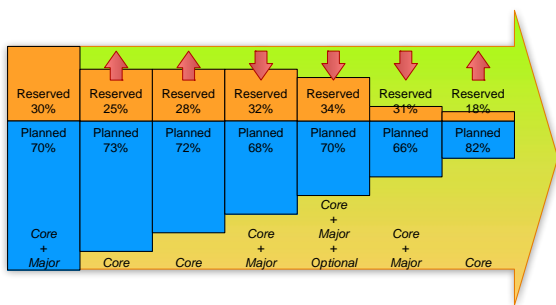 Reserved
30%
Reserved
25%
Reserved
28%
Reserved
32%
Reserved
34%
Reserved
31%
Reserved
18%
Planned
70%
Planned
73%
Planned
72%
Planned
68%
Planned
70%
Planned
66%
Planned
82%
Core
+
Major
Core
Core
Core
+
Major
Core
+
Major
+
Optional
Core
+
Major
Core